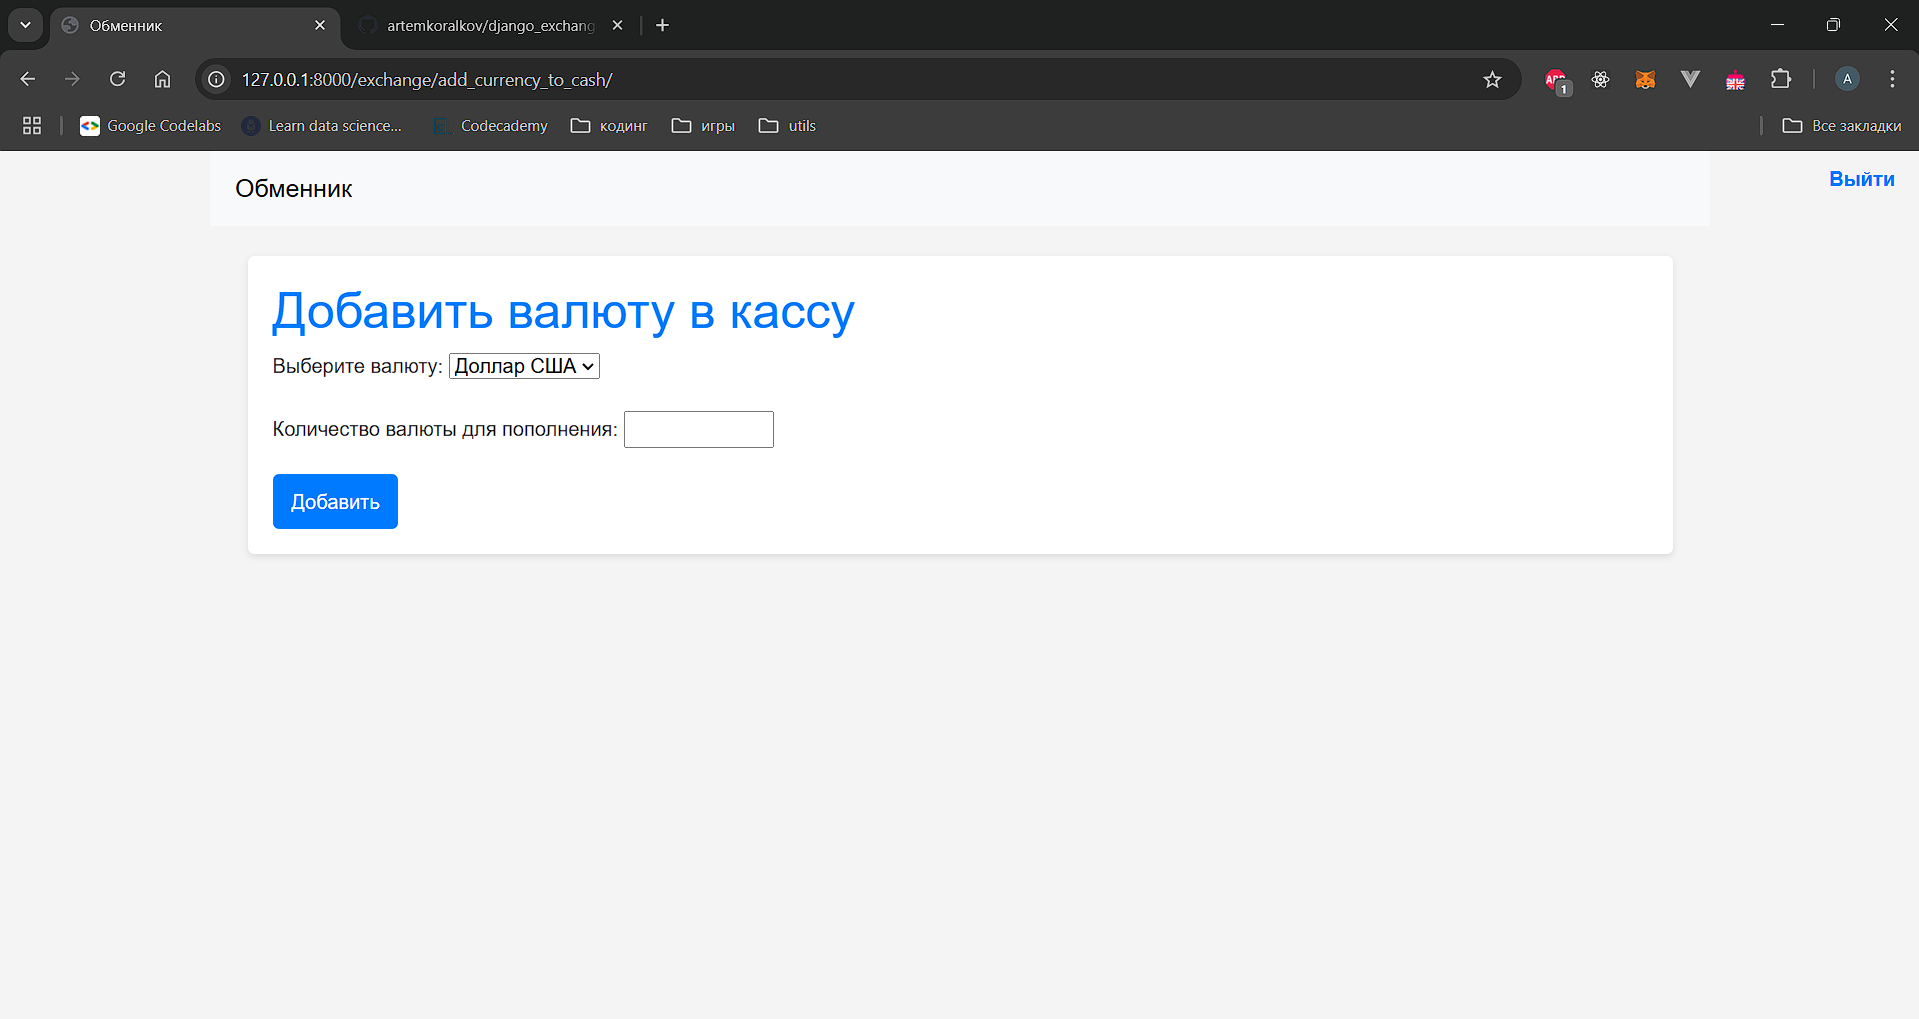 Обменник
artemkoralkov/django_exchang
127.0.0.1:8000/exchange/add_currency_to_cash/
1
A
Google Codelabs
Learn data science...
Codecademy
кодинг
игры
utils
Все закладки
Обменник
Выйти
Добавить валюту в кассу
Выберите валюту: Доллар США
Количество валюты для пополнения:
Добавить